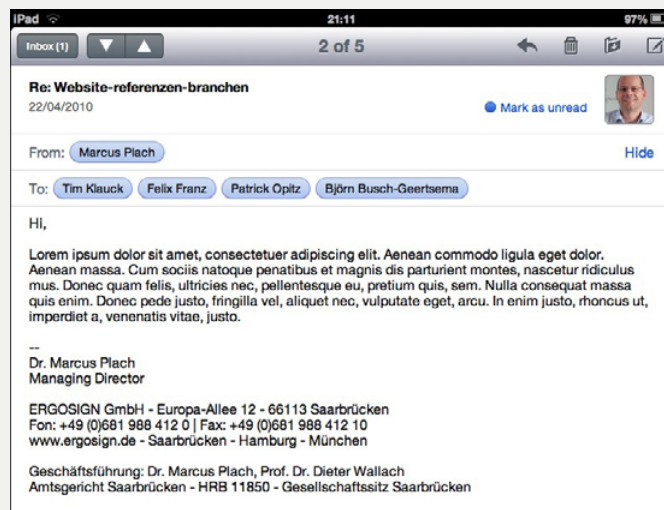 iPad 21:11 97%
Inbox (1) 2 of 5
Re: Website-referenzen-branchen
22/04/2010 Mark as unread
From: Marcus Plach Hide
To: Tim Klauck Felix Franz Patrick Opitz Björn Busch-Geertsema
Hi,
Lorem ipsum dolor sit amet, consectetuer adipiscing elit. Aenean commodo ligula eget dolor.
Aenean massa. Cum sociis natoque penatibus et magnis dis parturient montes, nascetur ridiculus
mus. Donec quam felis, ultricies nec, pellentesque eu, pretium quis, sem. Nulla consequat massa
quis enim. Donec pede justo, fringilla vel, aliquet nec, vulputate eget, arcu. In enim justo, rhoncus ut,
imperdiet a, venenatis vitae, justo.
--
Dr. Marcus Plach
Managing Director
ERGOSIGN GmbH - Europa-Allee 12 - 66113 Saarbrücken
Fon: +49 (0)681 988 412 0 | Fax: +49 (0)681 988 412 10
www.ergosign.de - Saarbrücken - Hamburg - München
Geschäftsführung: Dr. Marcus Plach, Prof. Dr. Dieter Wallach
Amtsgericht Saarbrücken - HRB 11850 - Gesellschaftssitz Saarbrücken